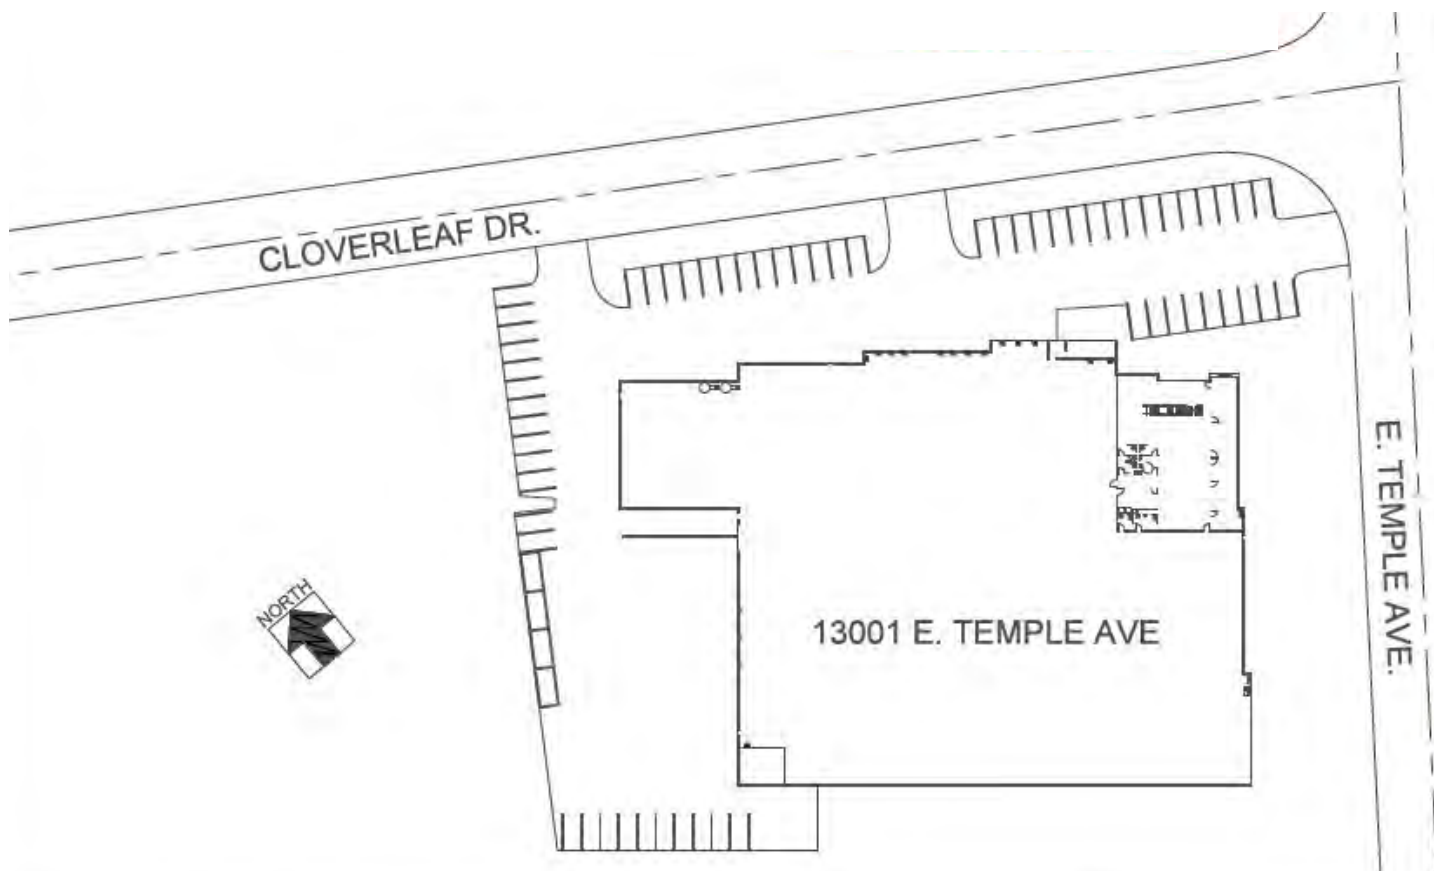 CLOVERLEAF DR.
E. TEMPLE AVE.
NORTH
13001 E. TEMPLE AVE